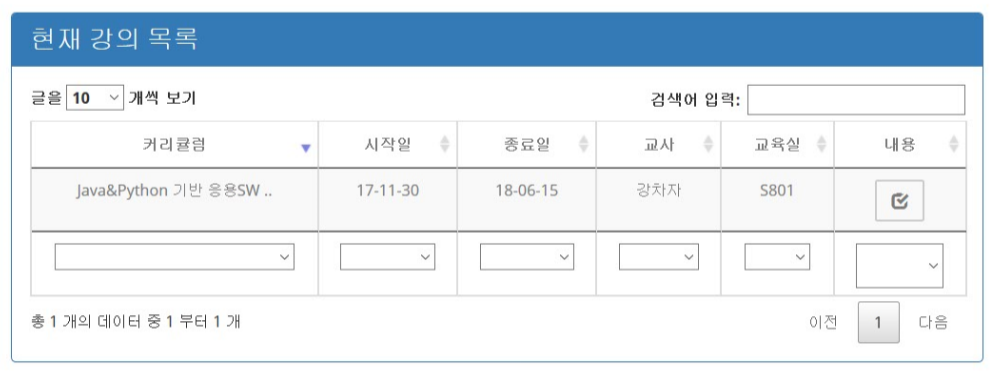 현재 강의 목록
글을 10 개씩 보기 검색어 입력:
커리큘럼 시작일 종료일 교사 교육실 내용
Java&Python 기반 응용SW .. 17-11-30 18-06-15 강차자 S801
총 1 개의 데이터 중 1 부터 1 개 이전 1 다음